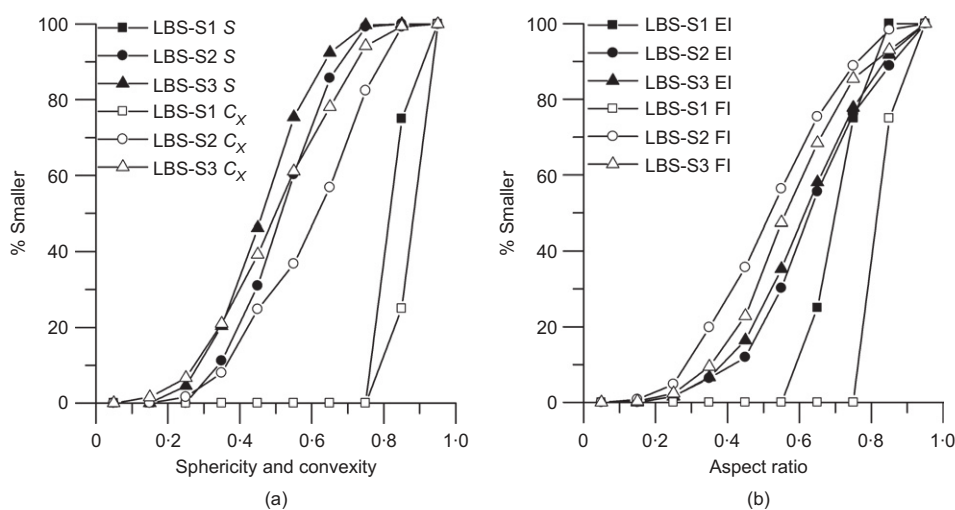 100
80
60
40
20
0
% Smaller
LBS-S1 S
LBS-S2 S
LBS-S3 S
LBS-S1 CX
LBS-S2 CX
LBS-S3 CX
0
0·2
0·4
0·6
0·8
1·0
Sphericity and convexity
(a)
100
80
60
40
20
0
% Smaller
LBS-S1 EI
LBS-S2 EI
LBS-S3 EI
LBS-S1 FI
LBS-S2 FI
LBS-S3 FI
0
0·2
0·4
0·6
0·8
1·0
Aspect ratio
(b)